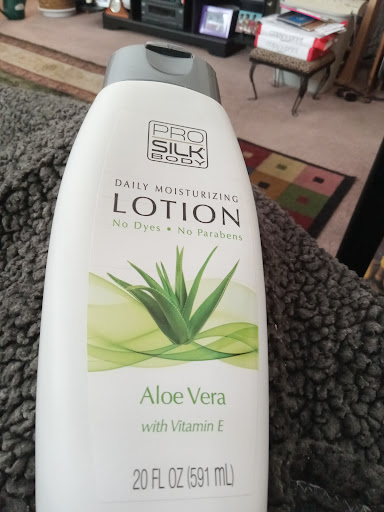 PRO
SILK
BODY
DAILY MOISTURIZING
LOTION
No Dyes • No Parabens
Aloe Vera
with Vitamin E
20 FL OZ (591 mL)